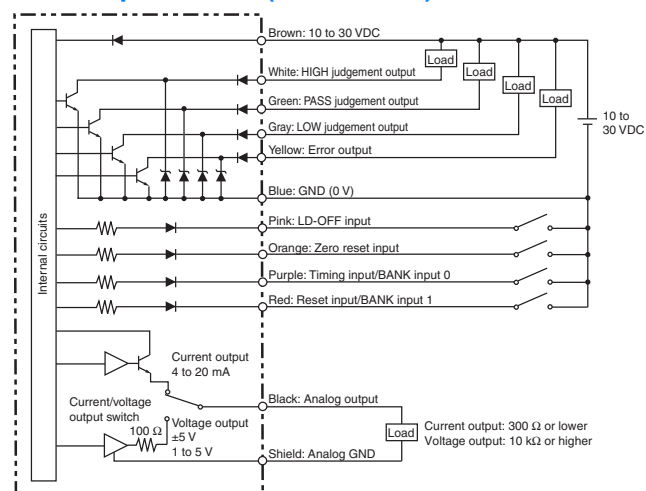 Brown: 10 to 30 VDC
Load
White: HIGH judgement output
Load
Green: PASS judgement output
Load
Gray: LOW judgement output
Load
10 to
30 VDC
Yellow: Error output
Blue: GND (0 V)
Internal circuits
Pink: LD-OFF input
Orange: Zero reset input
Purple: Timing input/BANK input 0
Red: Reset input/BANK input 1
Current output
4 to 20 mA
Current/voltage
output switch
Black: Analog output
100 Ω
Voltage output
±5 V
1 to 5 V
Load
Current output: 300 Ω or lower
Voltage output: 10 kΩ or higher
Shield: Analog GND